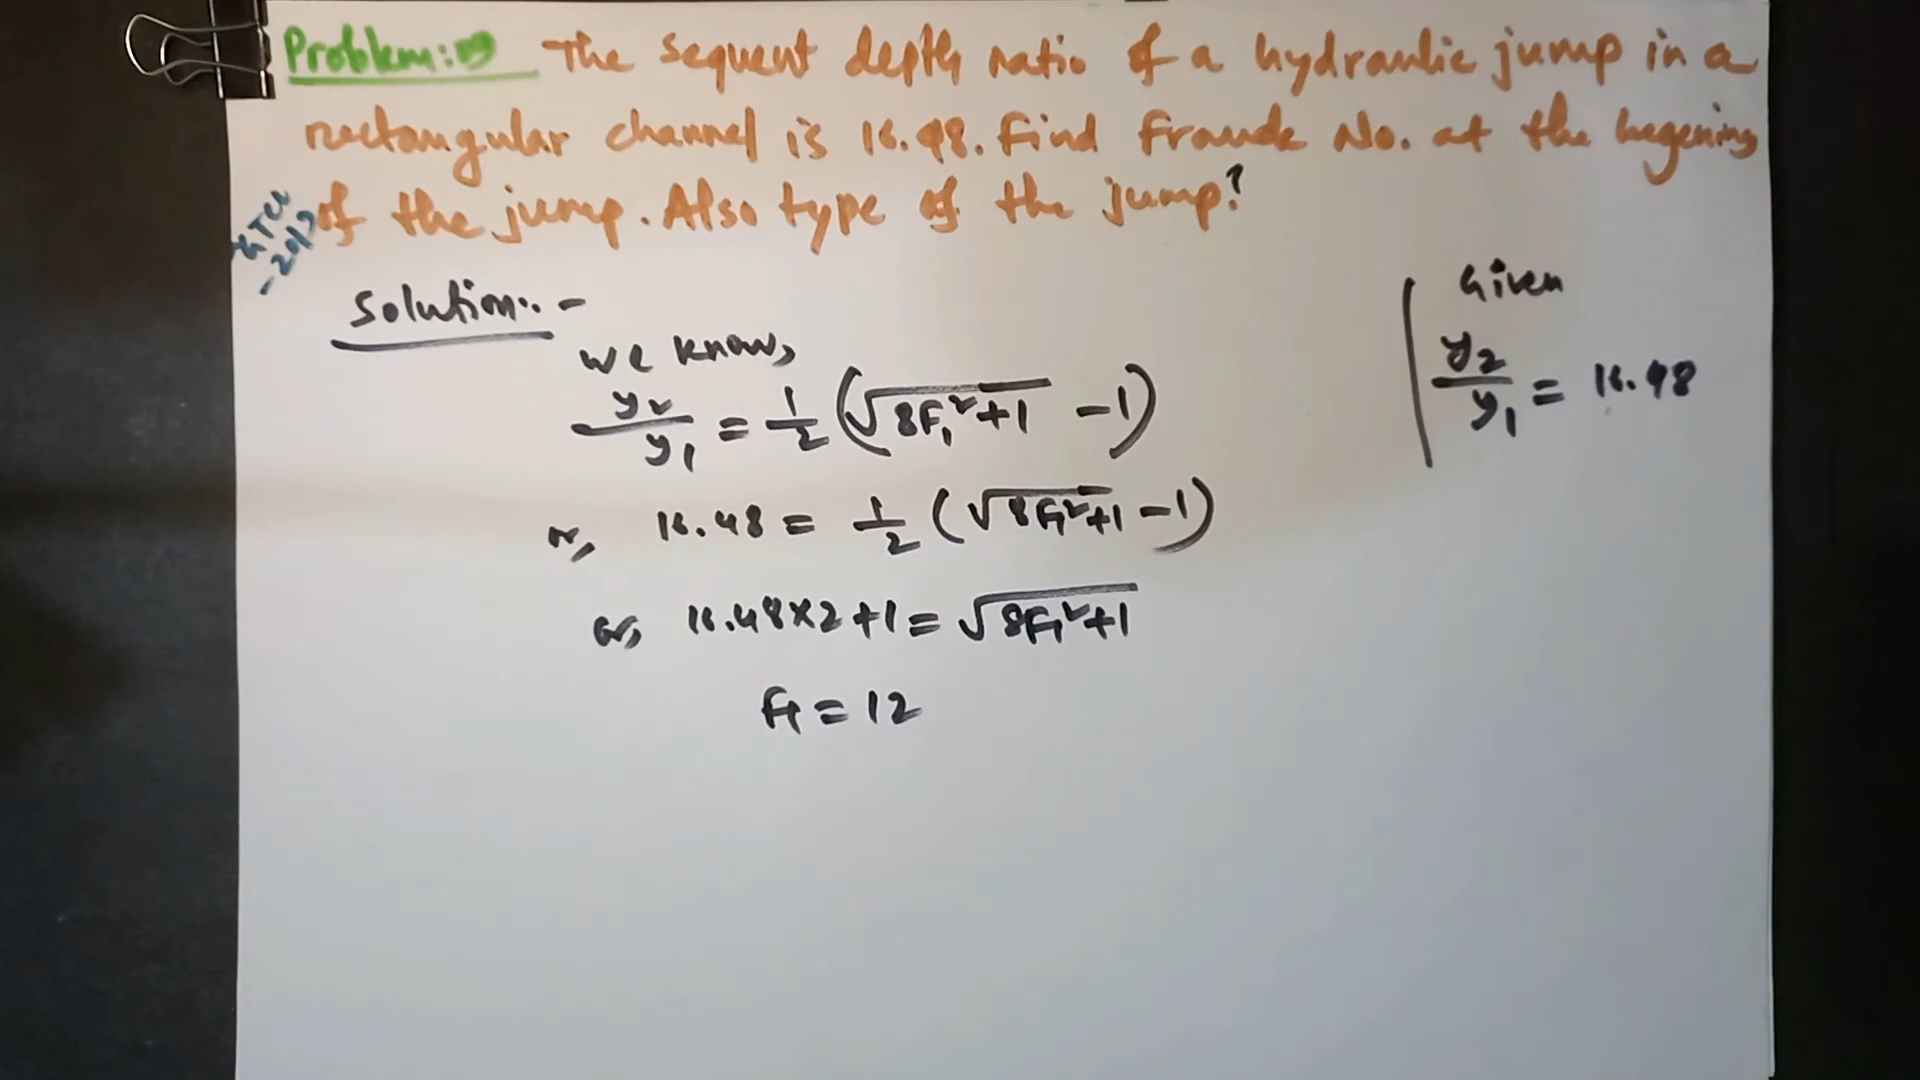 Problem:⇒ The sequent depth ratio of a hydraulic jump in a
rectangular channel is 16.48. Find Froude No. at the begening
of the jump. Also type of the jump?
GTCL
-2017
Solution:-
We know,
y₂/y₁ = 1/2 (√(8F₁²+1) -1)
or, 16.48 = 1/2 (√(8F₁²+1) -1)
or, 16.48×2+1 = √(8F₁²+1)
F₁ = 12
Given
y₂/y₁ = 16.48